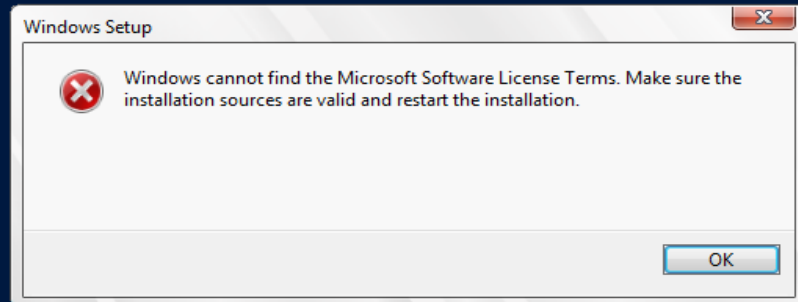 Windows Setup
Windows cannot find the Microsoft Software License Terms. Make sure the
installation sources are valid and restart the installation.
OK